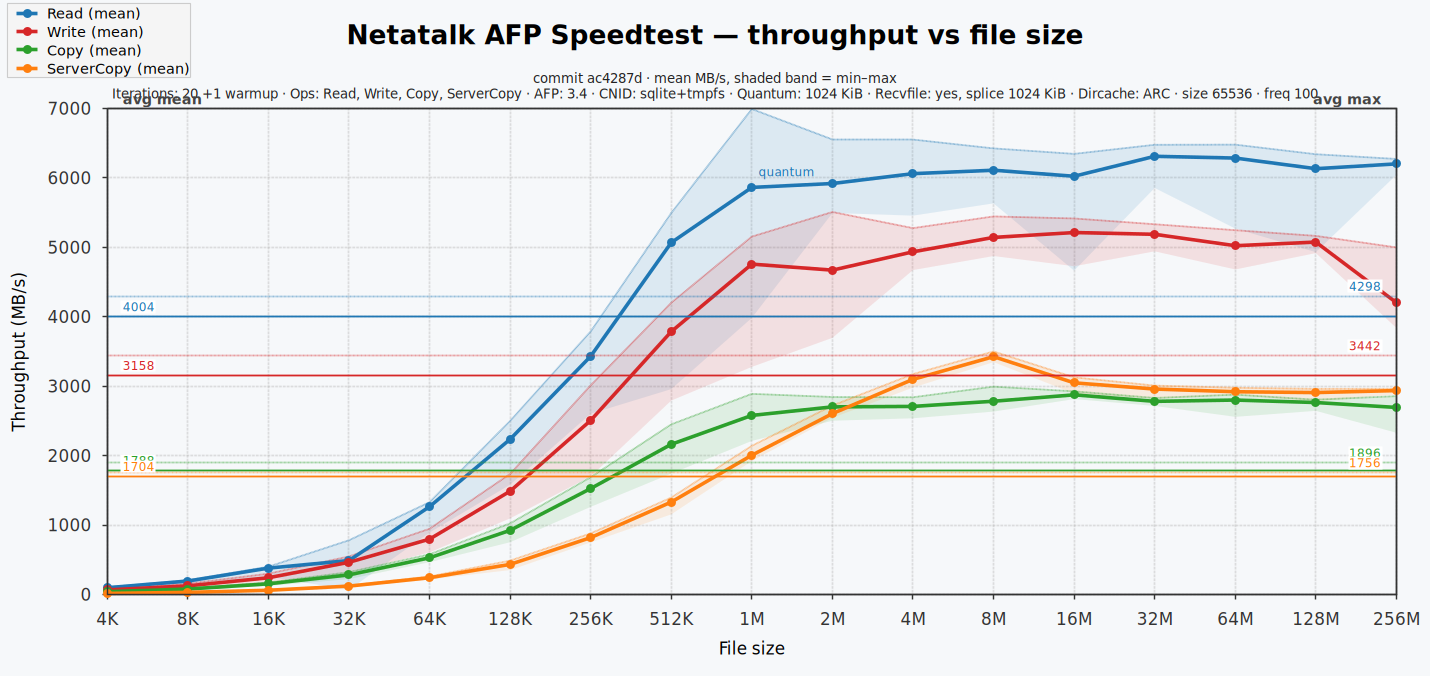 Read (mean)
Write (mean)
Copy (mean)
ServerCopy (mean)
Netatalk AFP Speedtest — throughput vs file size
commit ac4287d · mean MB/s, shaded band = min–max
Iterations: 20 +1 warmup · Ops: Read, Write, Copy, ServerCopy · AFP: 3.4 · CNID: sqlite+tmpfs · Quantum: 1024 KiB · Recvfile: yes, splice 1024 KiB · Dircache: ARC · size 65536 · freq 100
avg mean
avg max
7000
6000
5000
4000
3000
2000
1000
0
Throughput (MB/s)
quantum
4004
4298
3158
3442
1788
1896
1704
1756
4K 8K 16K 32K 64K 128K 256K 512K 1M 2M 4M 8M 16M 32M 64M 128M 256M
File size